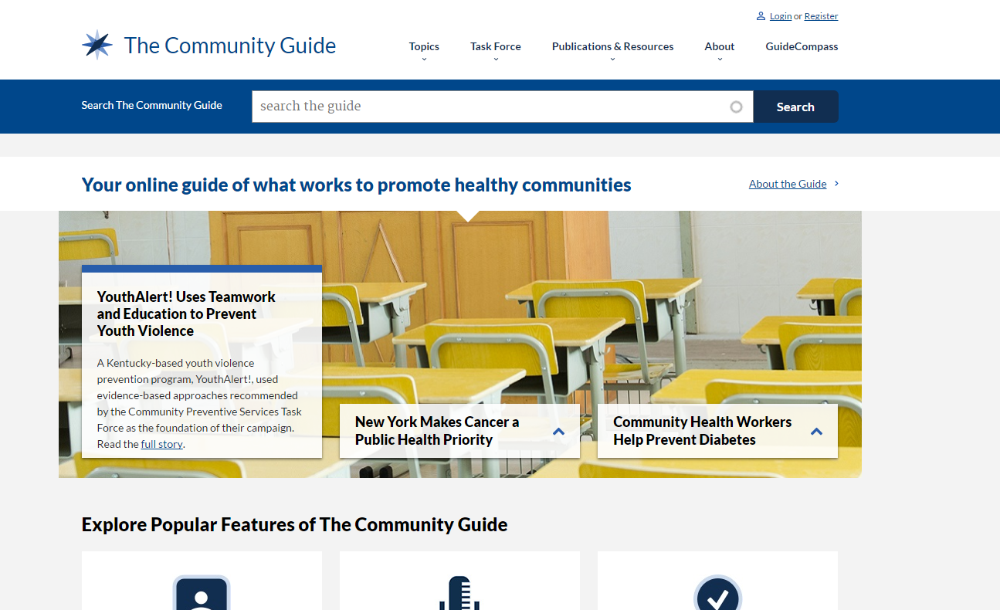 Login or Register
The Community Guide
Topics
Task Force
Publications & Resources
About
GuideCompass
Search The Community Guide
search the guide
Search
Your online guide of what works to promote healthy communities
About the Guide
YouthAlert! Uses Teamwork
and Education to Prevent
Youth Violence
A Kentucky-based youth violence
prevention program, YouthAlert!, used
evidence-based approaches recommended
by the Community Preventive Services Task
Force as the foundation of their campaign.
Read the full story.
New York Makes Cancer a
Public Health Priority
Community Health Workers
Help Prevent Diabetes
Explore Popular Features of The Community Guide